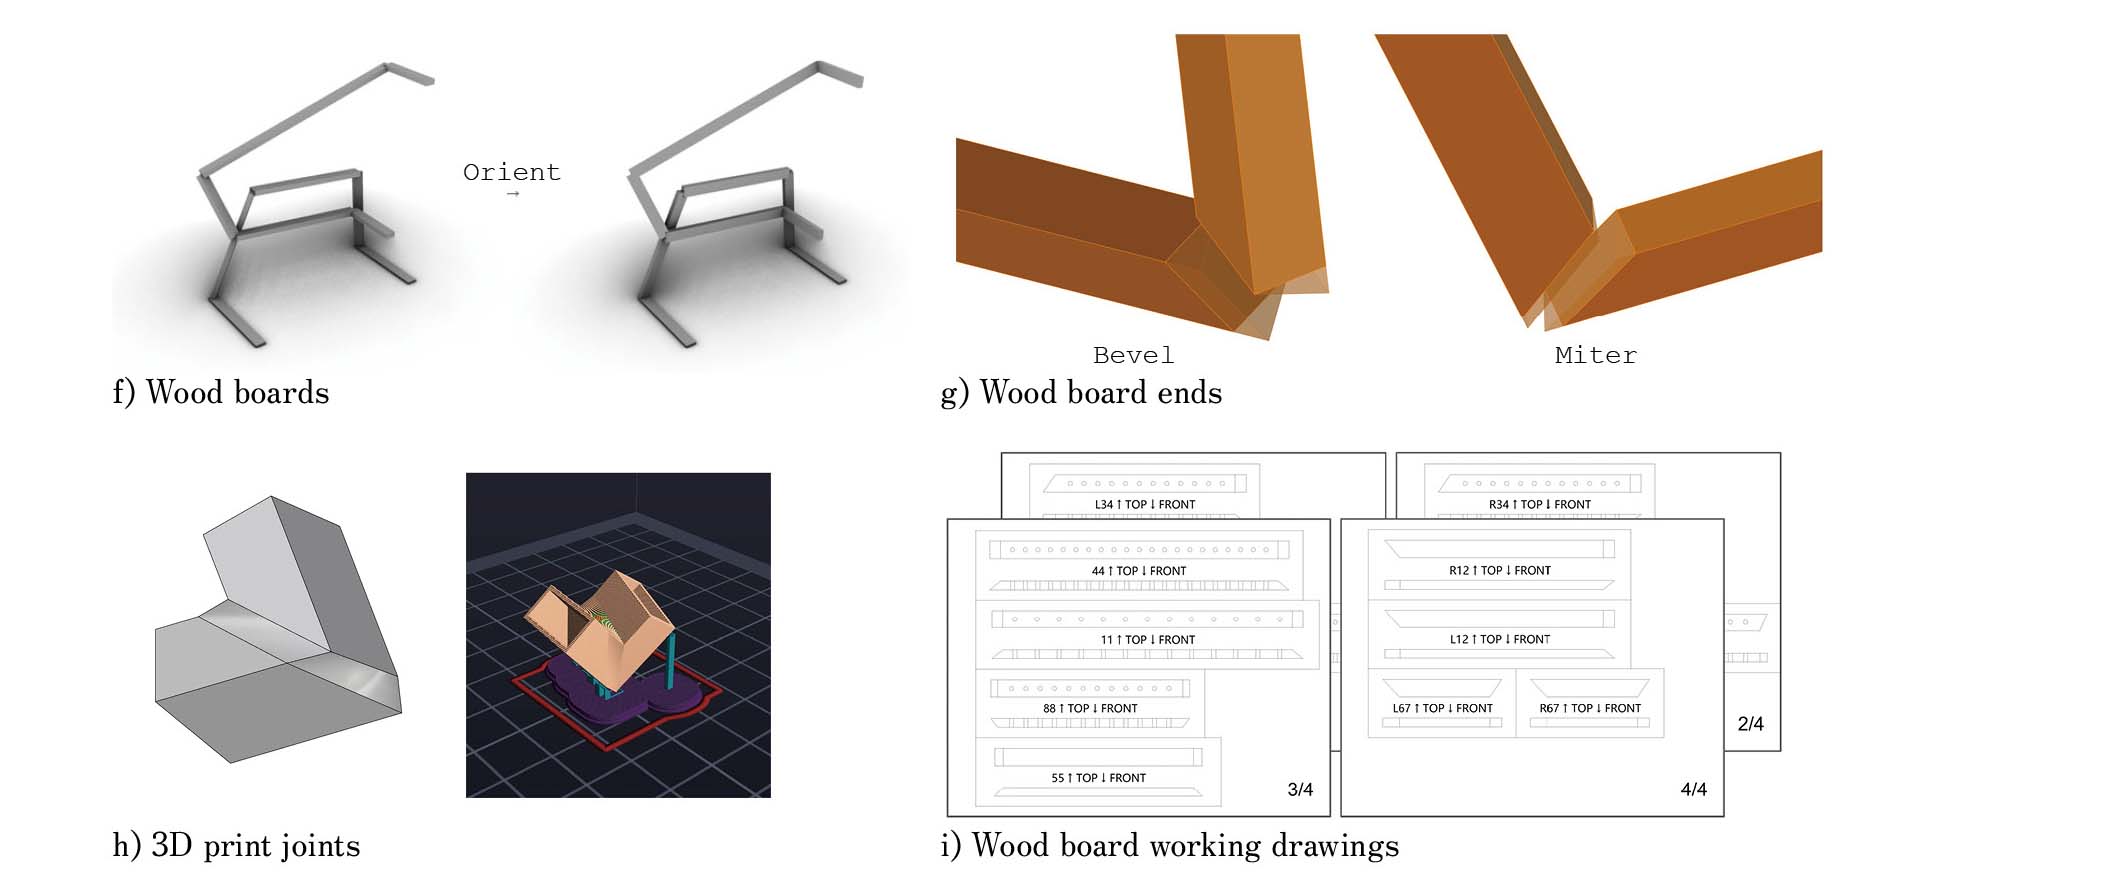 Orient
→
Bevel
Miter
f) Wood boards
g) Wood board ends
L34 ↑ TOP ↓ FRONT
R34 ↑ TOP ↓ FRONT
44 ↑ TOP ↓ FRONT
R12 ↑ TOP ↓ FRONT
11 ↑ TOP ↓ FRONT
L12 ↑ TOP ↓ FRONT
88 ↑ TOP ↓ FRONT
L67 ↑ TOP ↓ FRONT
R67 ↑ TOP ↓ FRONT
2/4
55 ↑ TOP ↓ FRONT
3/4
4/4
h) 3D print joints
i) Wood board working drawings